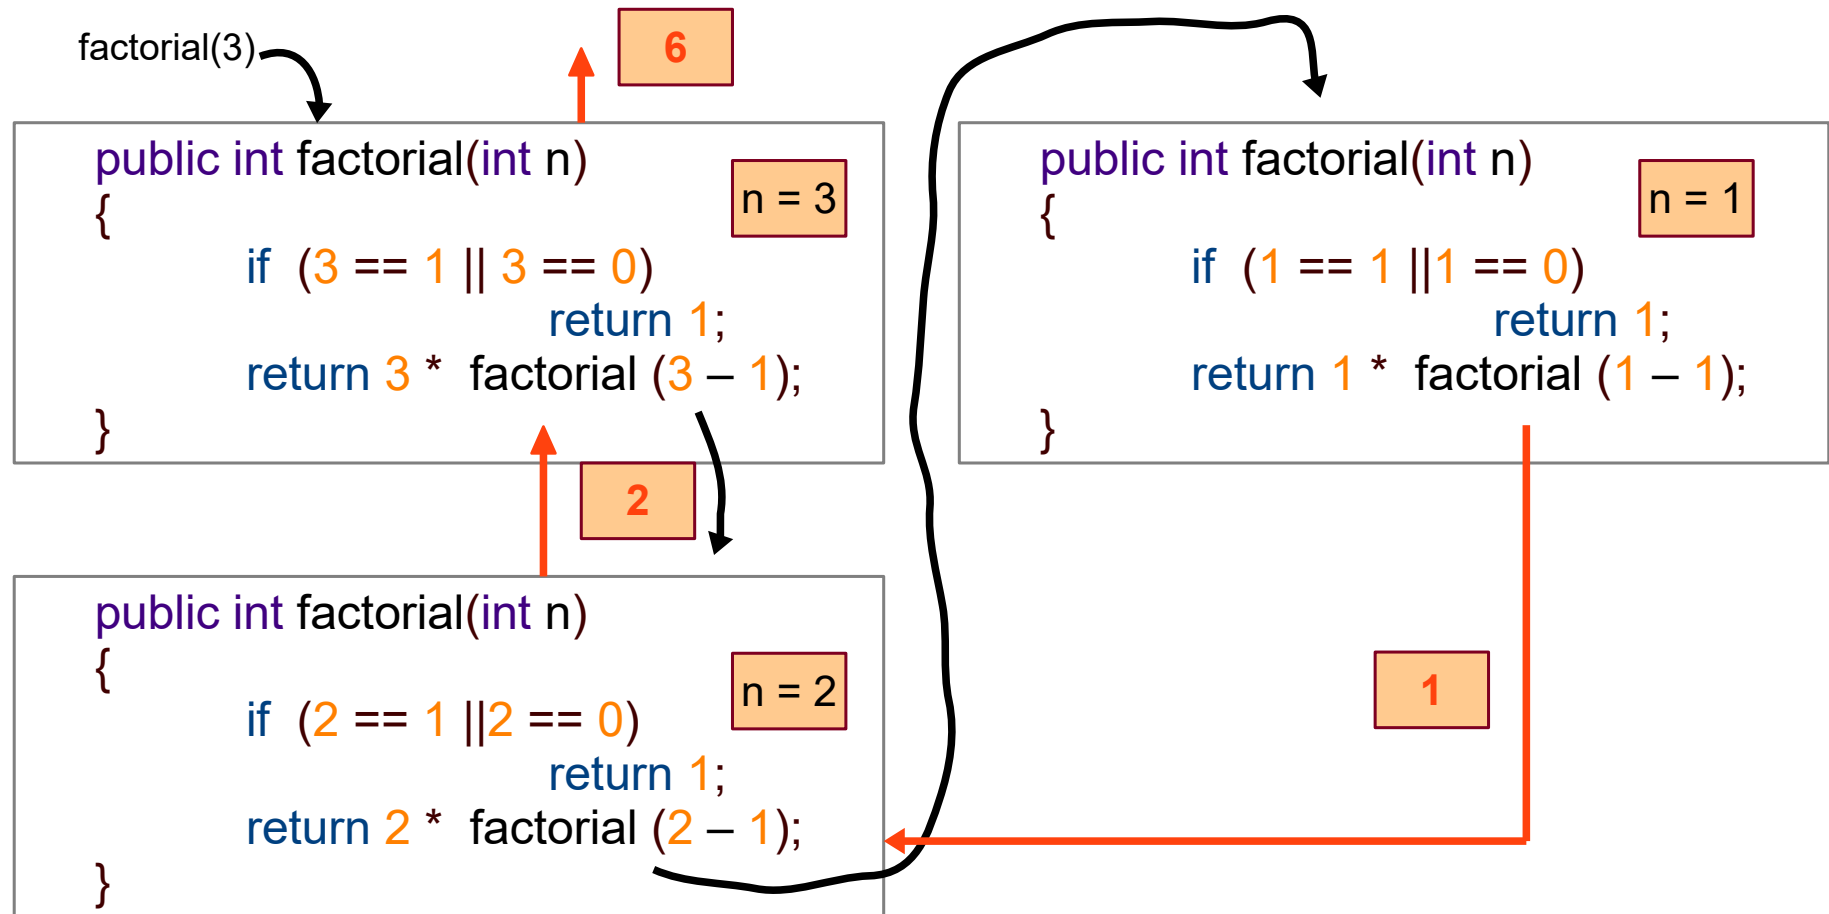 factorial(3)
6
public int factorial(int n)
{
n = 3
if (3 == 1 || 3 == 0)
return 1;
return 3 * factorial (3 – 1);
}
2
public int factorial(int n)
{
n = 2
if (2 == 1 ||2 == 0)
return 1;
return 2 * factorial (2 – 1);
}
public int factorial(int n)
{
n = 1
if (1 == 1 ||1 == 0)
return 1;
return 1 * factorial (1 – 1);
}
1